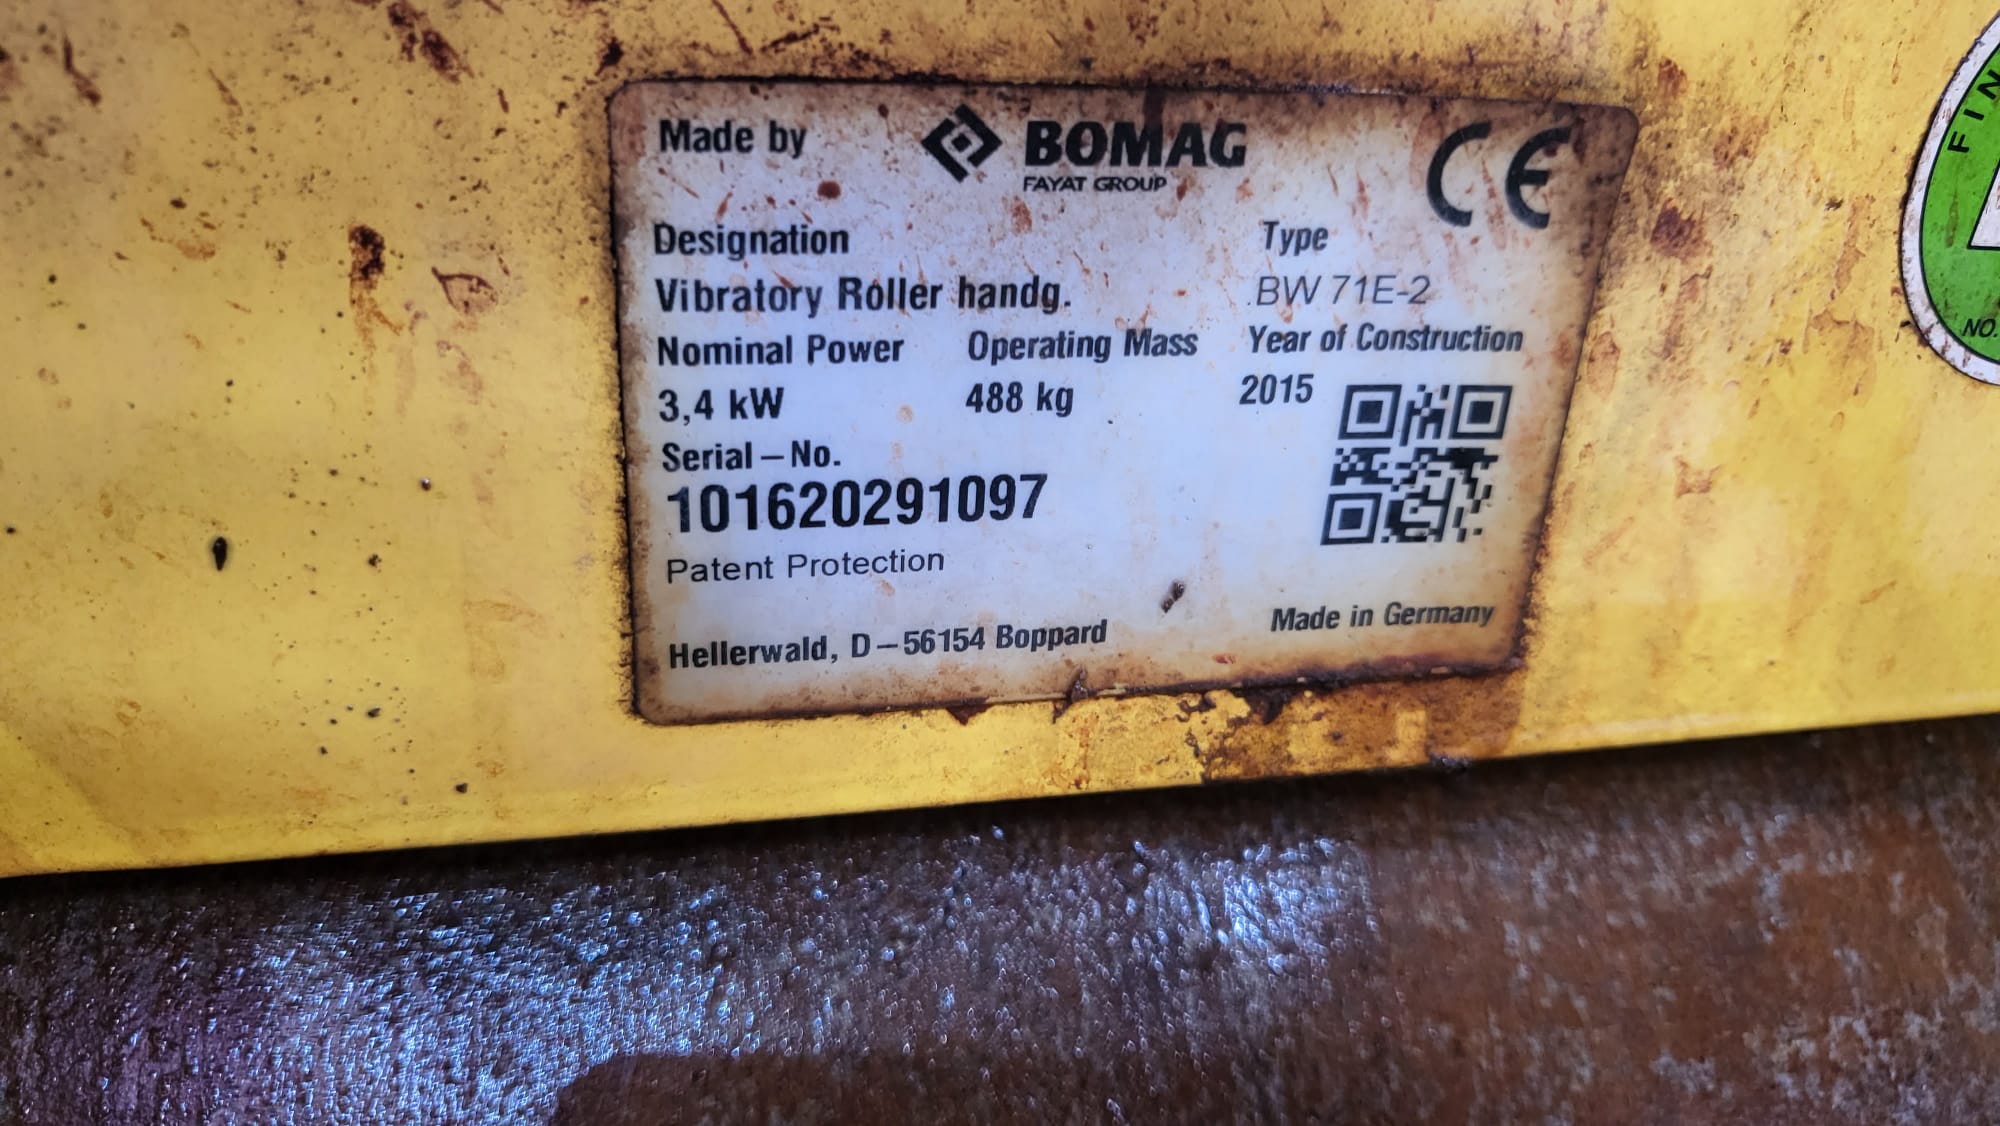 Made by
BOMAG
FAYAT GROUP
CE
Designation
Type
Vibratory Roller handg.
BW 71E-2
Nominal Power
Operating Mass
Year of Construction
3,4 kW
488 kg
2015
Serial – No.
101620291097
Patent Protection
Hellerwald, D – 56154 Boppard
Made in Germany
NO.